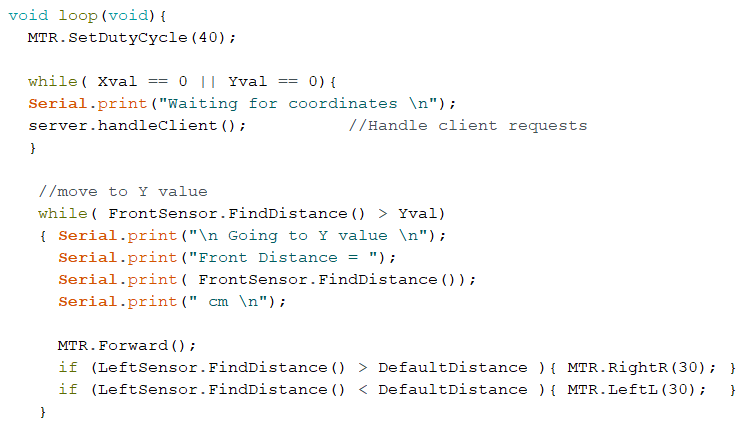 void loop(void){
MTR.SetDutyCycle(40);
while( Xval == 0 || Yval == 0){
Serial.print("Waiting for coordinates \n");
server.handleClient(); //Handle client requests
}
//move to Y value
while( FrontSensor.FindDistance() > Yval)
{ Serial.print("\n Going to Y value \n");
Serial.print("Front Distance = ");
Serial.print( FrontSensor.FindDistance());
Serial.print(" cm \n");
MTR.Forward();
if (LeftSensor.FindDistance() > DefaultDistance ){ MTR.RightR(30); }
if (LeftSensor.FindDistance() < DefaultDistance ){ MTR.LeftL(30); }
}